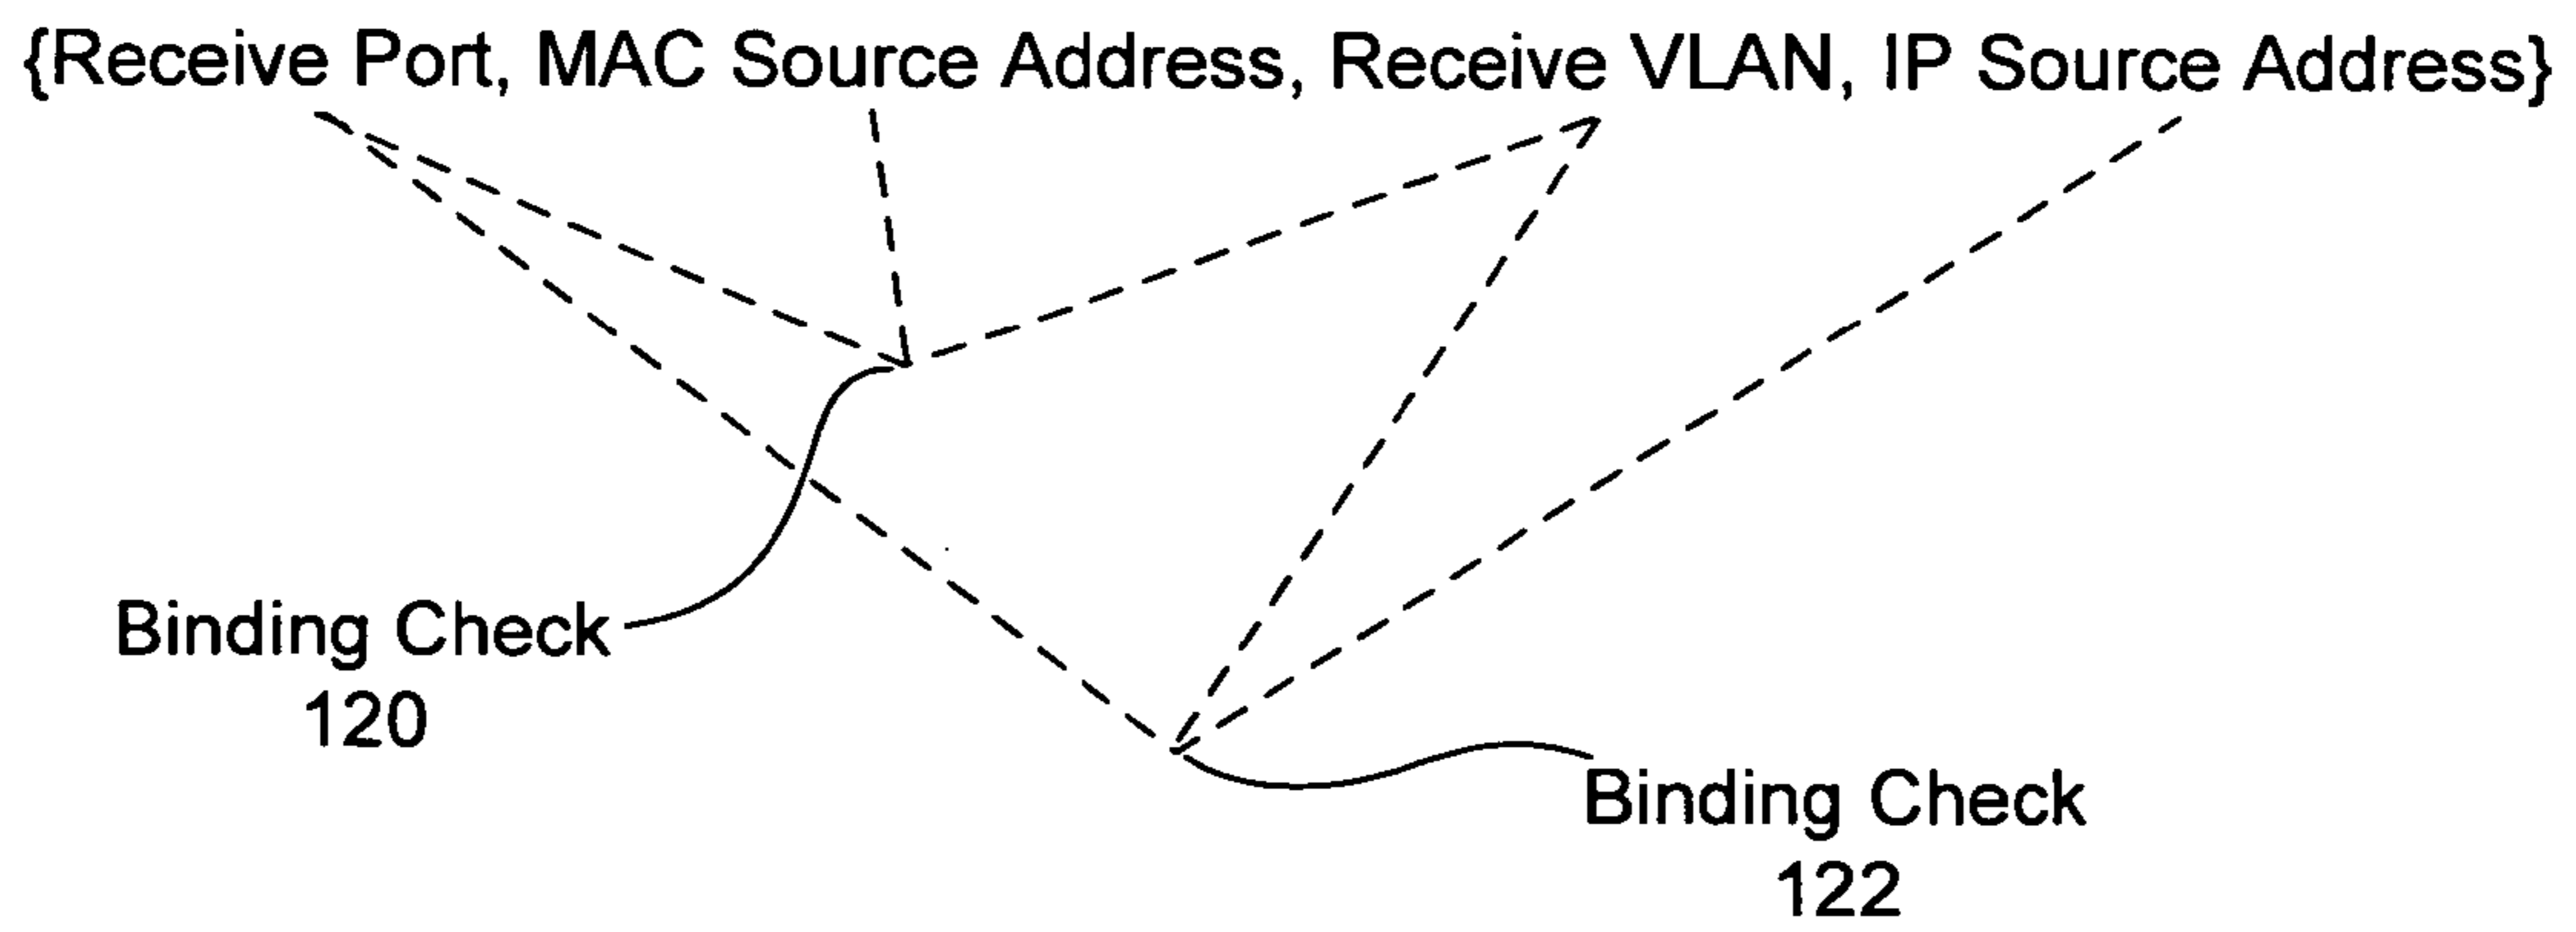 {Receive Port, MAC Source Address, Receive VLAN, IP Source Address}
Binding Check
120
Binding Check
122